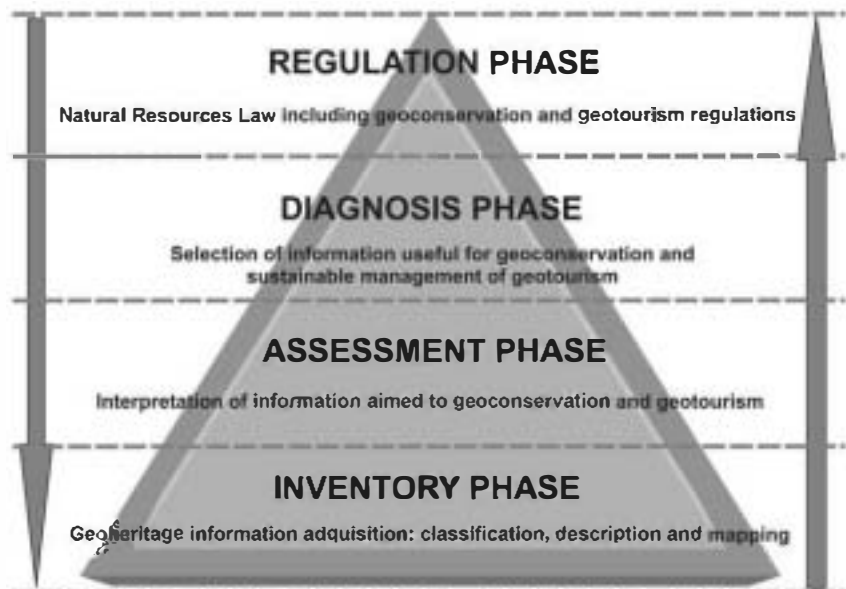 REGULATION PHASE
Natural Resources Law including geoconservation and geotourism regulations
DIAGNOSIS PHASE
Selection of information useful for geoconservation and
sustainable management of geotourism
ASSESSMENT PHASE
Interpretation of information aimed to geoconservation and geotourism
INVENTORY PHASE
Geoheritage information adquisition: classification, description and mapping